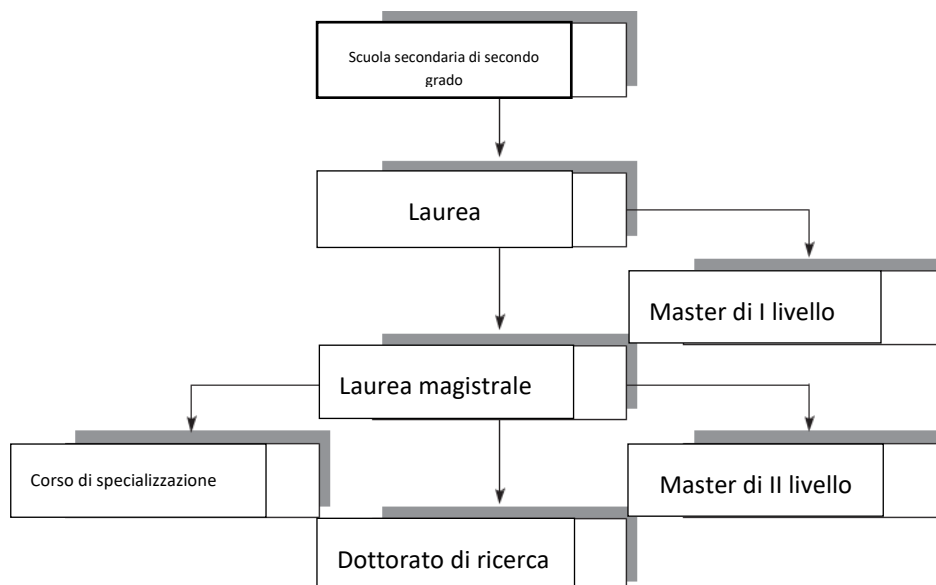 Scuola secondaria di secondo
grado
Laurea
Master di I livello
Laurea magistrale
Corso di specializzazione
Master di II livello
Dottorato di ricerca